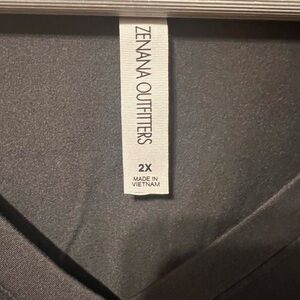 ZENANA OUTFITTERS
2X
MADE IN
VIETNAM